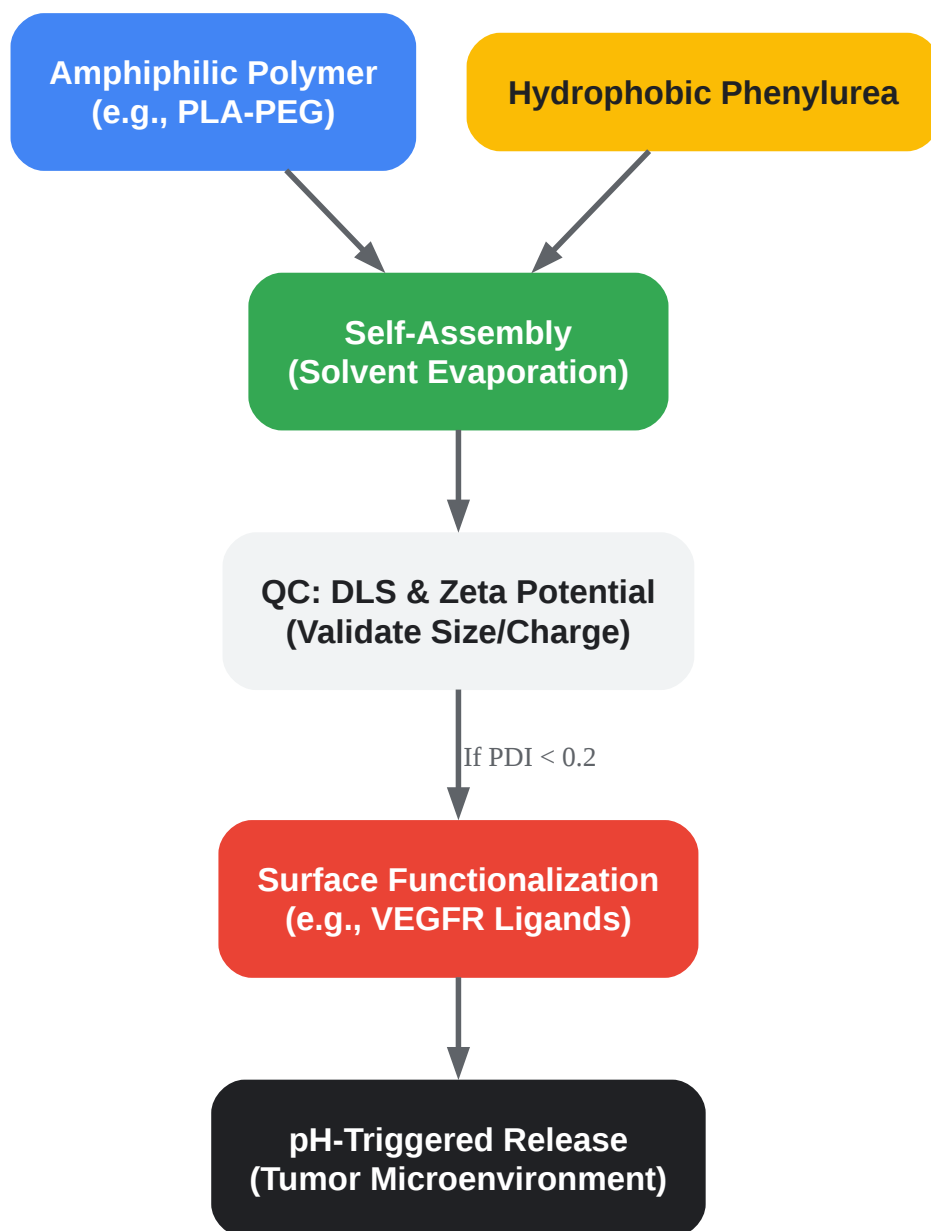 Amphiphilic Polymer
(e.g., PLA-PEG)
Hydrophobic Phenylurea
Self-Assembly
(Solvent Evaporation)
QC: DLS & Zeta Potential
(Validate Size/Charge)
If PDI < 0.2
Surface Functionalization
(e.g., VEGFR Ligands)
pH-Triggered Release
(Tumor Microenvironment)